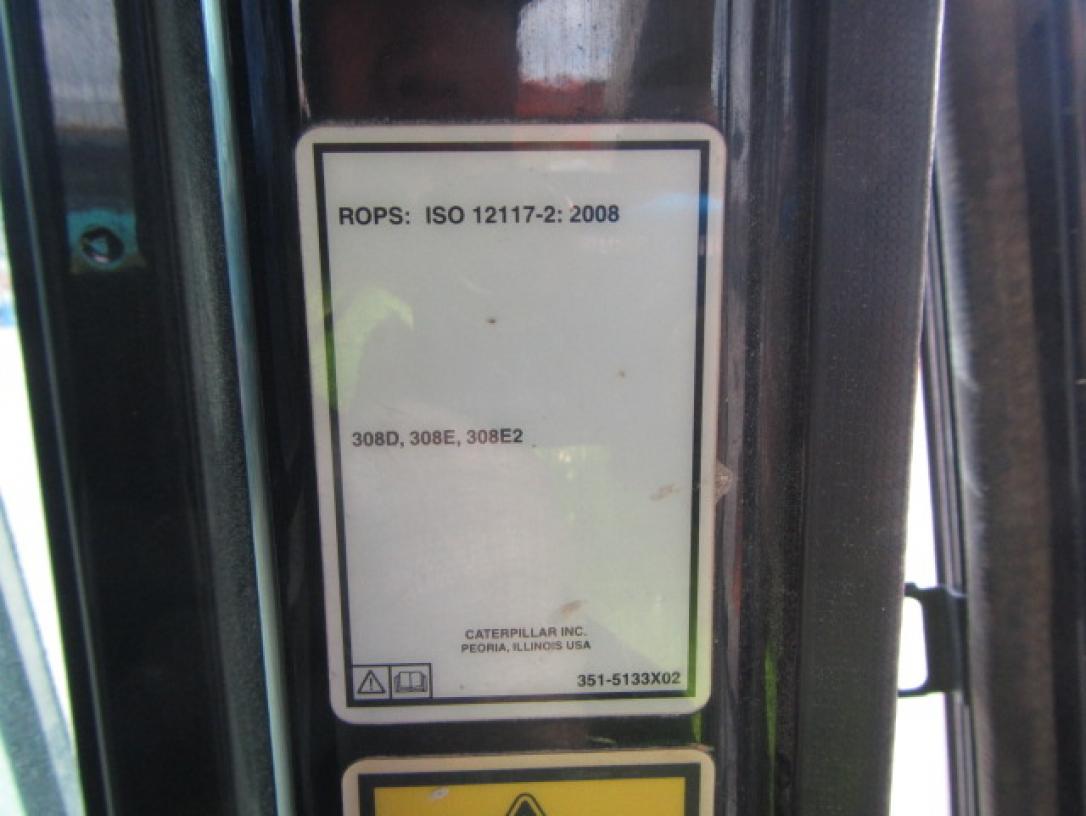 ROPS: ISO 12117-2: 2008
308D, 308E, 308E2
CATERPILLAR INC.
PEORIA, ILLINOIS USA
351-5133X02